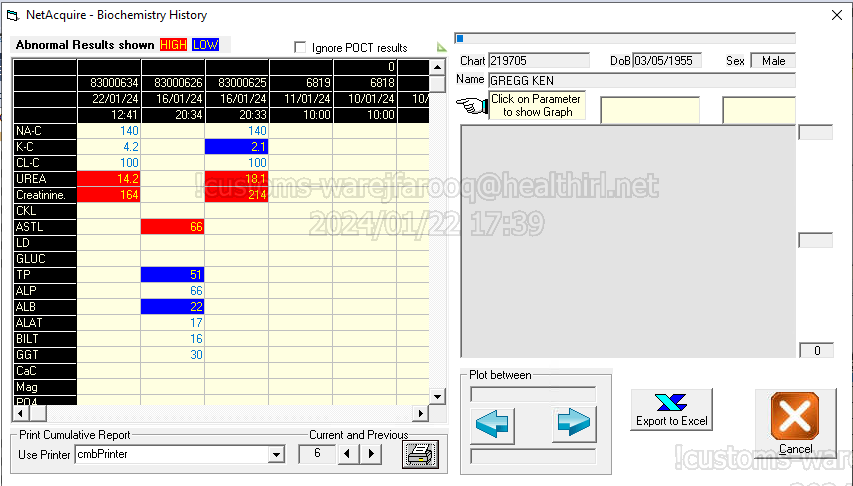 NetAcquire - Biochemistry History
Abnormal Results shown HIGH LOW
Ignore POCT results
0
83000634 83000626 83000625 6819 6818
22/01/24 16/01/24 16/01/24 11/01/24 10/01/24 10/
12:41 20:34 20:33 10:00 10:00
NA-C 140 140
K-C 4.2 2.1
CL-C 100 100
UREA 14.2 18.1
Creatinine. 164 214
CKL
ASTL 66
LD
GLUC
TP 51
ALP 66
ALB 22
ALAT 17
BILT 16
GGT 30
CaC
Mag
PO4
Print Cumulative Report
Use Printer cmbPrinter
Current and Previous
6
Chart 219705 DoB 03/05/1955 Sex Male
Name GREGG KEN
Click on Parameter
to show Graph
0
Plot between
Export to Excel
Cancel
!customs-warejfarooq@healthirl.net
2024/01/22 17:39
!customs-ware